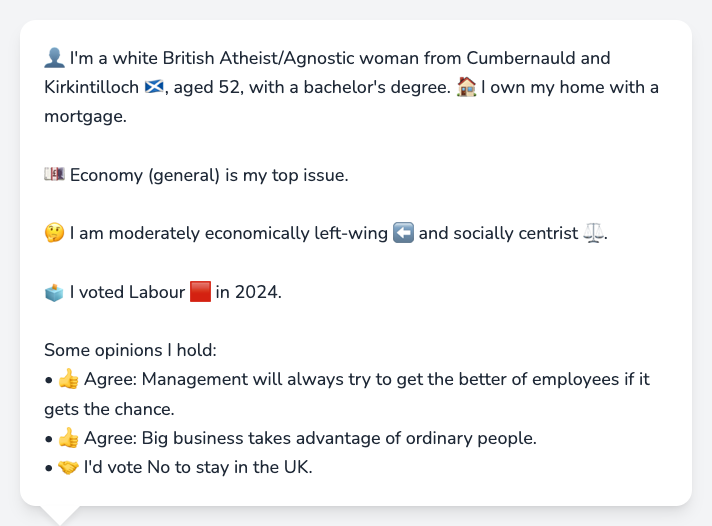 👤 I'm a white British Atheist/Agnostic woman from Cumbernauld and
Kirkintilloch 🏴󠁧󠁢󠁳󠁣󠁴󠁿, aged 52, with a bachelor's degree. 🏠 I own my home with a
mortgage.
💷 Economy (general) is my top issue.
🤔 I am moderately economically left-wing ⬅️ and socially centrist ⚖️.
🗳️ I voted Labour 🟥 in 2024.
Some opinions I hold:
• 👍 Agree: Management will always try to get the better of employees if it
gets the chance.
• 👍 Agree: Big business takes advantage of ordinary people.
• 🤝 I'd vote No to stay in the UK.